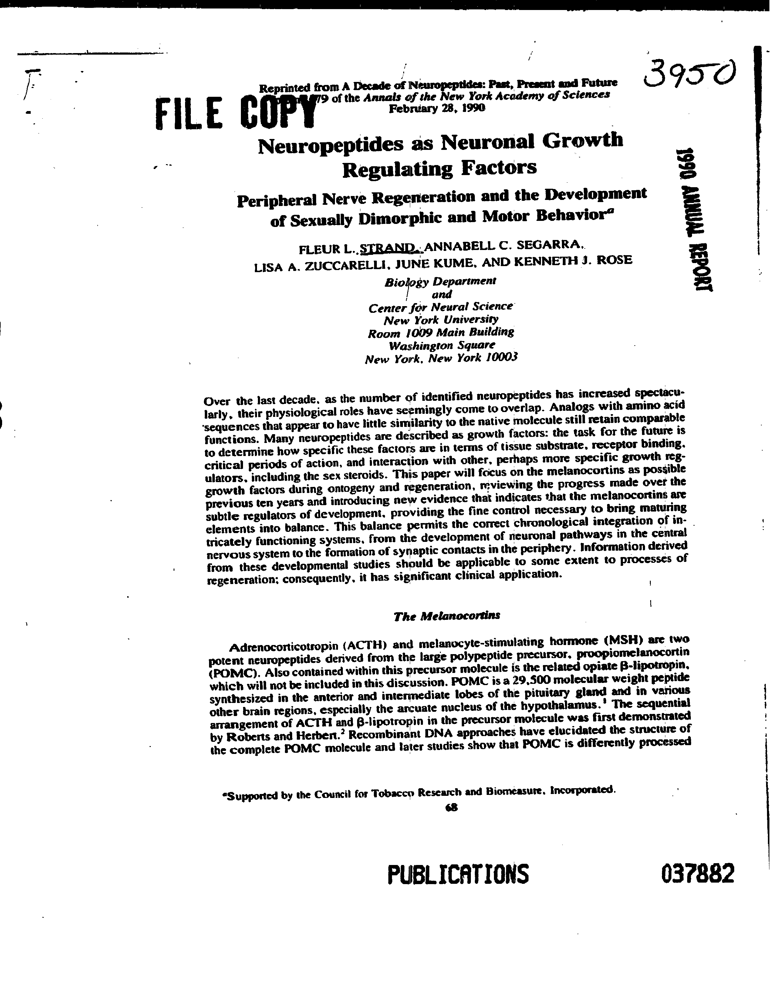 3950
Reprinted from A Decade of Neuropeptides: Past, Present and Future
79 of the Annals of the New York Academy of Sciences
February 28, 1990
FILE COPY
Neuropeptides as Neuronal Growth
Regulating Factors
Peripheral Nerve Regeneration and the Development
of Sexually Dimorphic and Motor Behaviorª
1990 ANNUAL REPORT
FLEUR L. STRAND, ANNABELL C. SEGARRA,
LISA A. ZUCCARELLI, JUNE KUME, AND KENNETH J. ROSE
Biology Department
and
Center for Neural Science
New York University
Room 1009 Main Building
Washington Square
New York, New York 10003
Over the last decade, as the number of identified neuropeptides has increased spectacu-
larly, their physiological roles have seemingly come to overlap. Analogs with amino acid
sequences that appear to have little similarity to the native molecule still retain comparable
functions. Many neuropeptides are described as growth factors: the task for the future is
to determine how specific these factors are in terms of tissue substrate, receptor binding,
critical periods of action, and interaction with other, perhaps more specific growth reg-
ulators, including the sex steroids. This paper will focus on the melanocortins as possible
growth factors during ontogeny and regeneration, reviewing the progress made over the
previous ten years and introducing new evidence that indicates that the melanocortins are
subtle regulators of development, providing the fine control necessary to bring maturing
elements into balance. This balance permits the correct chronological integration of in-
tricately functioning systems, from the development of neuronal pathways in the central
nervous system to the formation of synaptic contacts in the periphery. Information derived
from these developmental studies should be applicable to some extent to processes of
regeneration; consequently, it has significant clinical application.
The Melanocortins
Adrenocorticotropin (ACTH) and melanocyte-stimulating hormone (MSH) are two
potent neuropeptides derived from the large polypeptide precursor, proopiomelanocortin
(POMC). Also contained within this precursor molecule is the related opiate β-lipotropin,
which will not be included in this discussion. POMC is a 29,500 molecular weight peptide
synthesized in the anterior and intermediate lobes of the pituitary gland and in various
other brain regions, especially the arcuate nucleus of the hypothalamus.¹ The sequential
arrangement of ACTH and β-lipotropin in the precursor molecule was first demonstrated
by Roberts and Herbert.² Recombinant DNA approaches have elucidated the structure of
the complete POMC molecule and later studies show that POMC is differently processed
ªSupported by the Council for Tobacco Research and Biomeasure, Incorporated.
68
PUBLICATIONS 037882